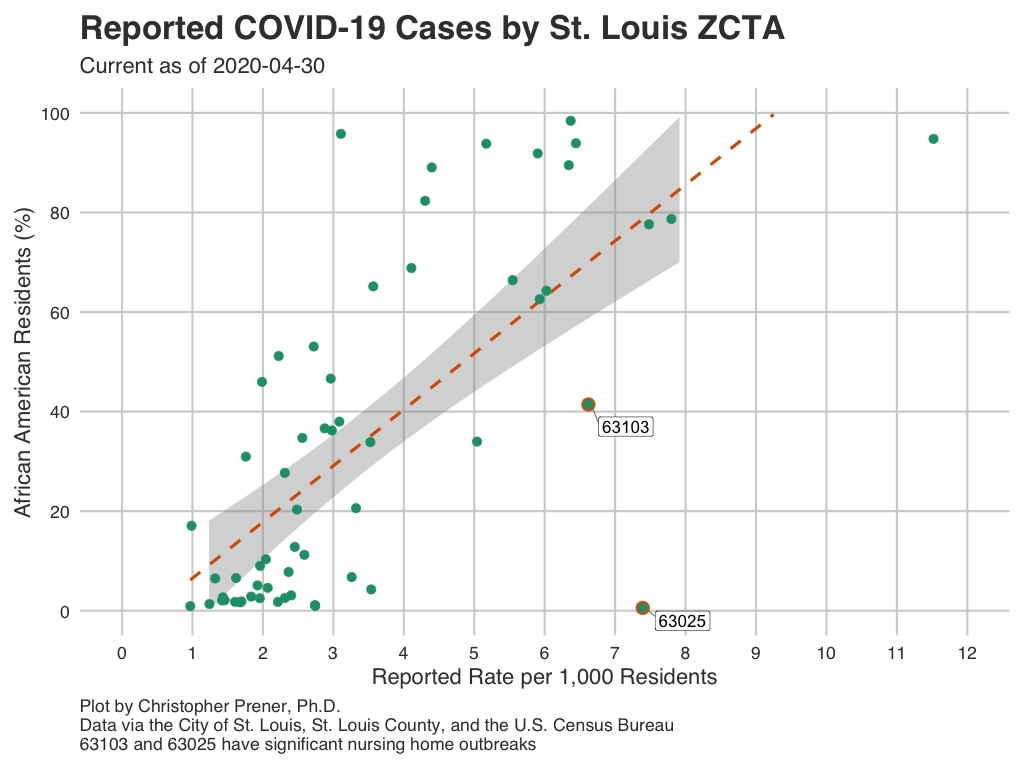 Reported COVID-19 Cases by St. Louis ZCTA
Current as of 2020-04-30
African American Residents (%)
100
80
60
40
20
0
63103
63025
0 1 2 3 4 5 6 7 8 9 10 11 12
Reported Rate per 1,000 Residents
Plot by Christopher Prener, Ph.D.
Data via the City of St. Louis, St. Louis County, and the U.S. Census Bureau
63103 and 63025 have significant nursing home outbreaks